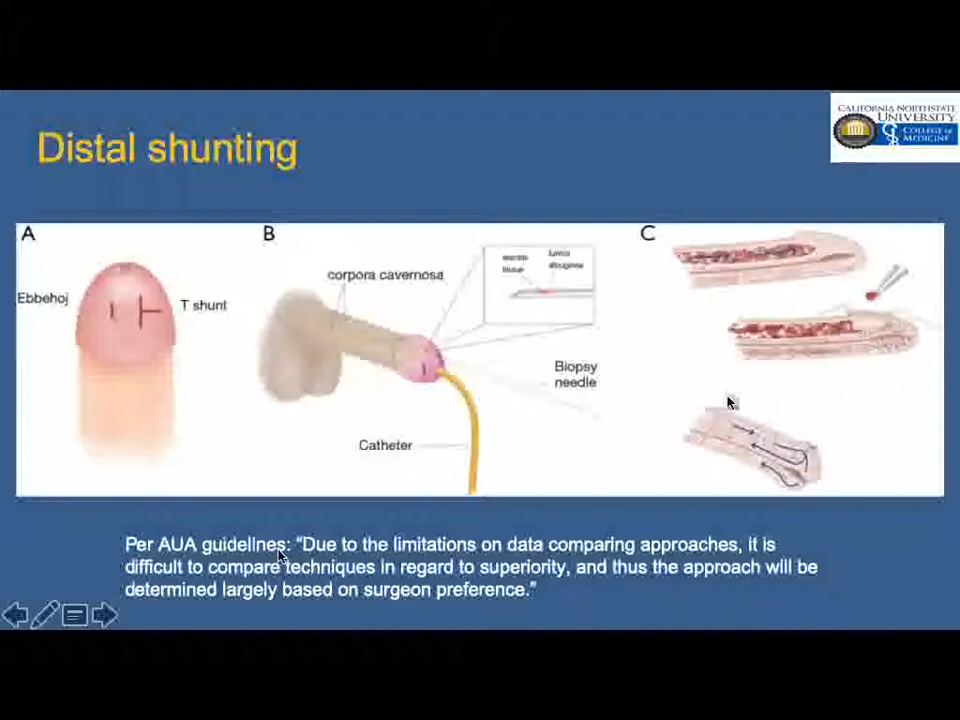 CALIFORNIA NORTHSTATE
UNIVERSITY
COLLEGE OF
MEDICINE
Distal shunting
A
B
C
Ebbehoj
T shunt
corpora cavernosa
tissue
tunica
albuginea
Biopsy
needle
Catheter
Per AUA guidelines: “Due to the limitations on data comparing approaches, it is
difficult to compare techniques in regard to superiority, and thus the approach will be
determined largely based on surgeon preference.”